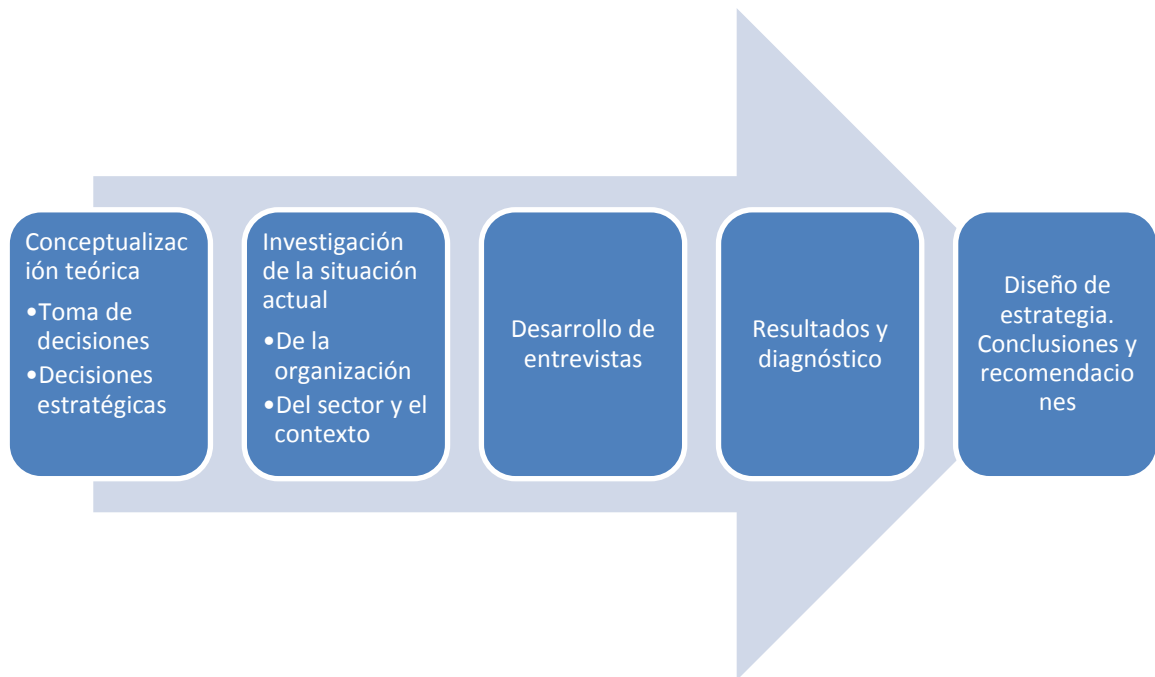 Conceptualizac
ión teórica
•Toma de
decisiones
•Decisiones
estratégicas
Investigación
de la situación
actual
•De la
organización
•Del sector y el
contexto
Desarrollo de
entrevistas
Resultados y
diagnóstico
Diseño de
estrategia.
Conclusiones y
recomendacio
nes